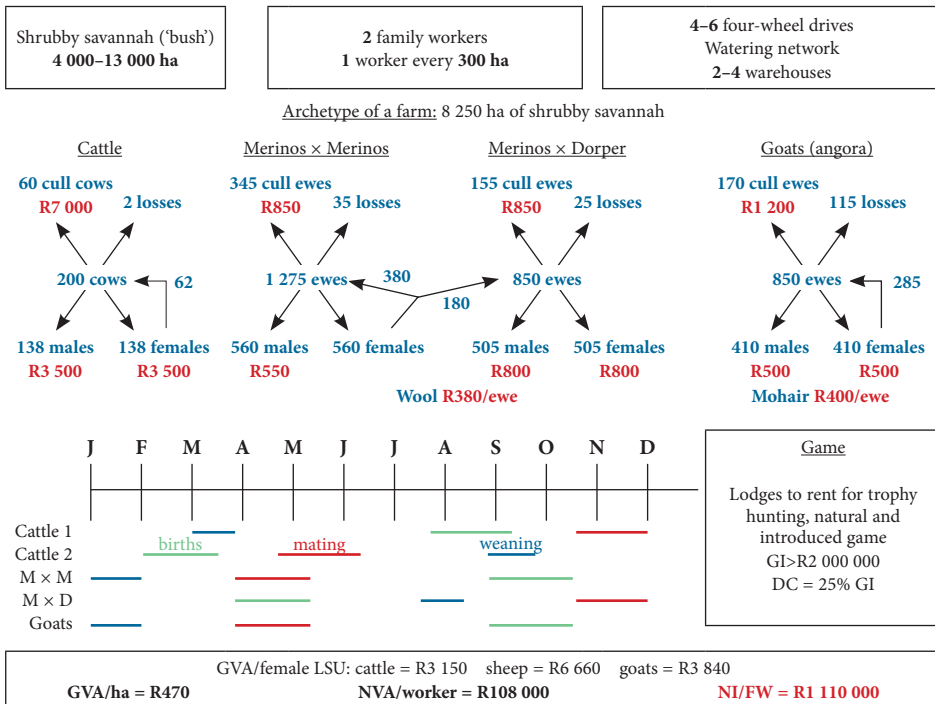 Shrubby savannah (‘bush’)
4 000–13 000 ha
2 family workers
1 worker every 300 ha
4–6 four-wheel drives
Watering network
2–4 warehouses
Archetype of a farm: 8 250 ha of shrubby savannah
Cattle
60 cull cows
R7 000
2 losses
200 cows
62
138 males
R3 500
138 females
R3 500
Merinos × Merinos
345 cull ewes
R850
35 losses
1 275 ewes
380
180
560 males
R550
560 females
Merinos × Dorper
155 cull ewes
R850
25 losses
850 ewes
505 males
R800
505 females
R800
Wool R380/ewe
Goats (angora)
170 cull ewes
R1 200
115 losses
850 ewes
285
410 males
R500
410 females
R500
Mohair R400/ewe
J F M A M J J A S O N D
Cattle 1
births mating weaning
Cattle 2
M × M
M × D
Goats
Game
Lodges to rent for trophy
hunting, natural and
introduced game
GI>R2 000 000
DC = 25% GI
GVA/female LSU: cattle = R3 150 sheep = R6 660 goats = R3 840
GVA/ha = R470 NVA/worker = R108 000 NI/FW = R1 110 000